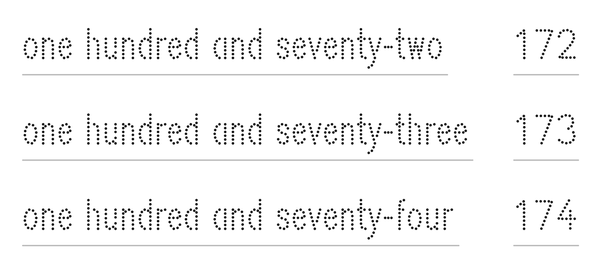 one hundred and seventy-two 172
one hundred and seventy-three 173
one hundred and seventy-four 174